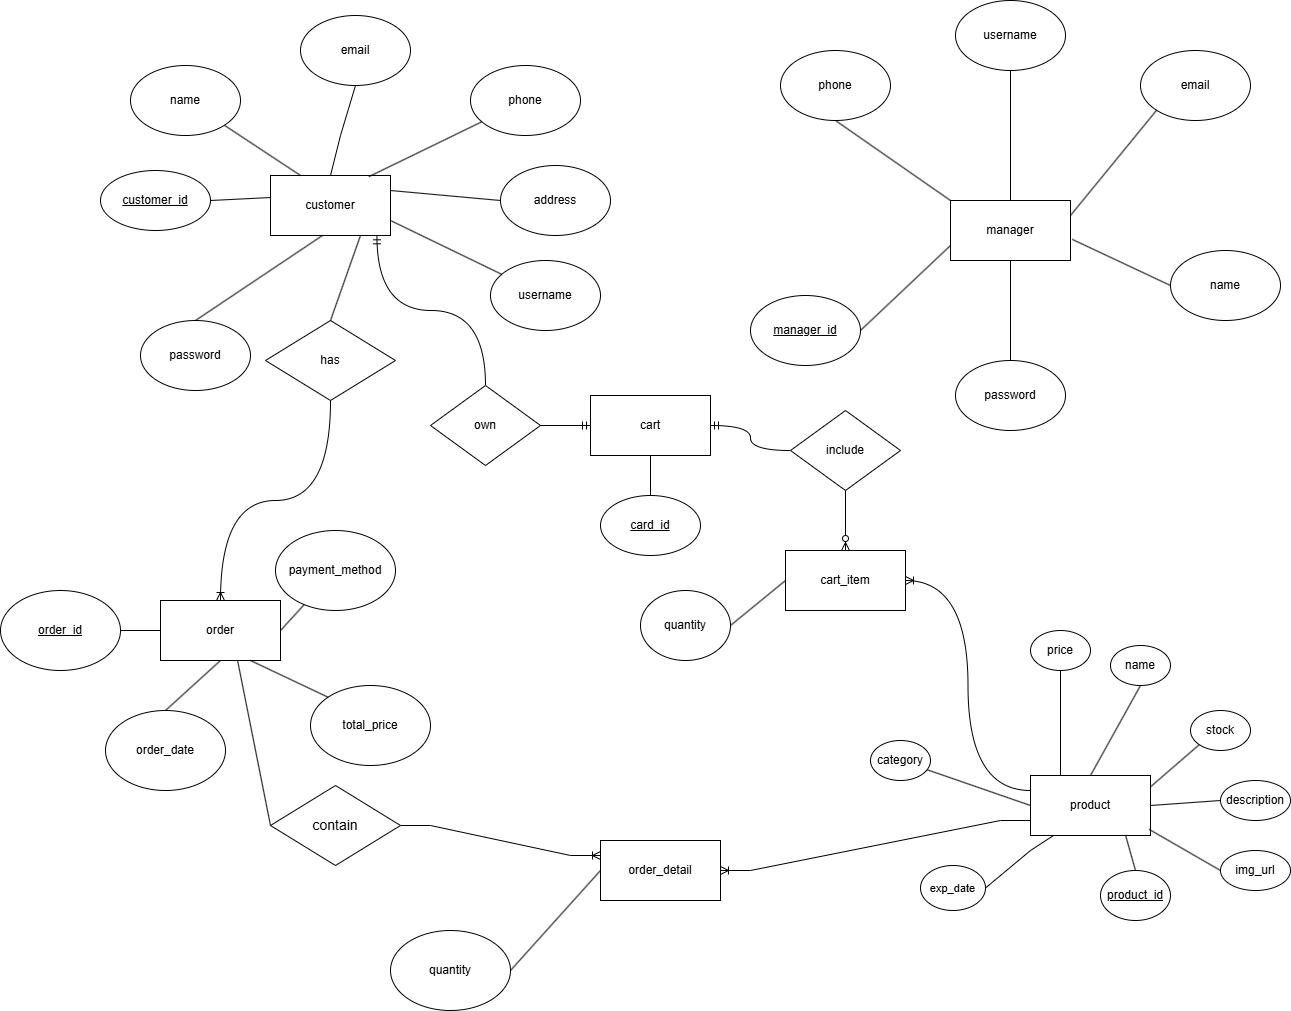 username
email
phone
email
name
phone
customer_id
address
customer
manager
name
username
manager_id
password
has
password
own
cart
include
card_id
payment_method
cart_item
order_id
order
quantity
price
name
total_price
stock
order_date
category
description
product
contain
order_detail
img_url
exp_date
product_id
quantity